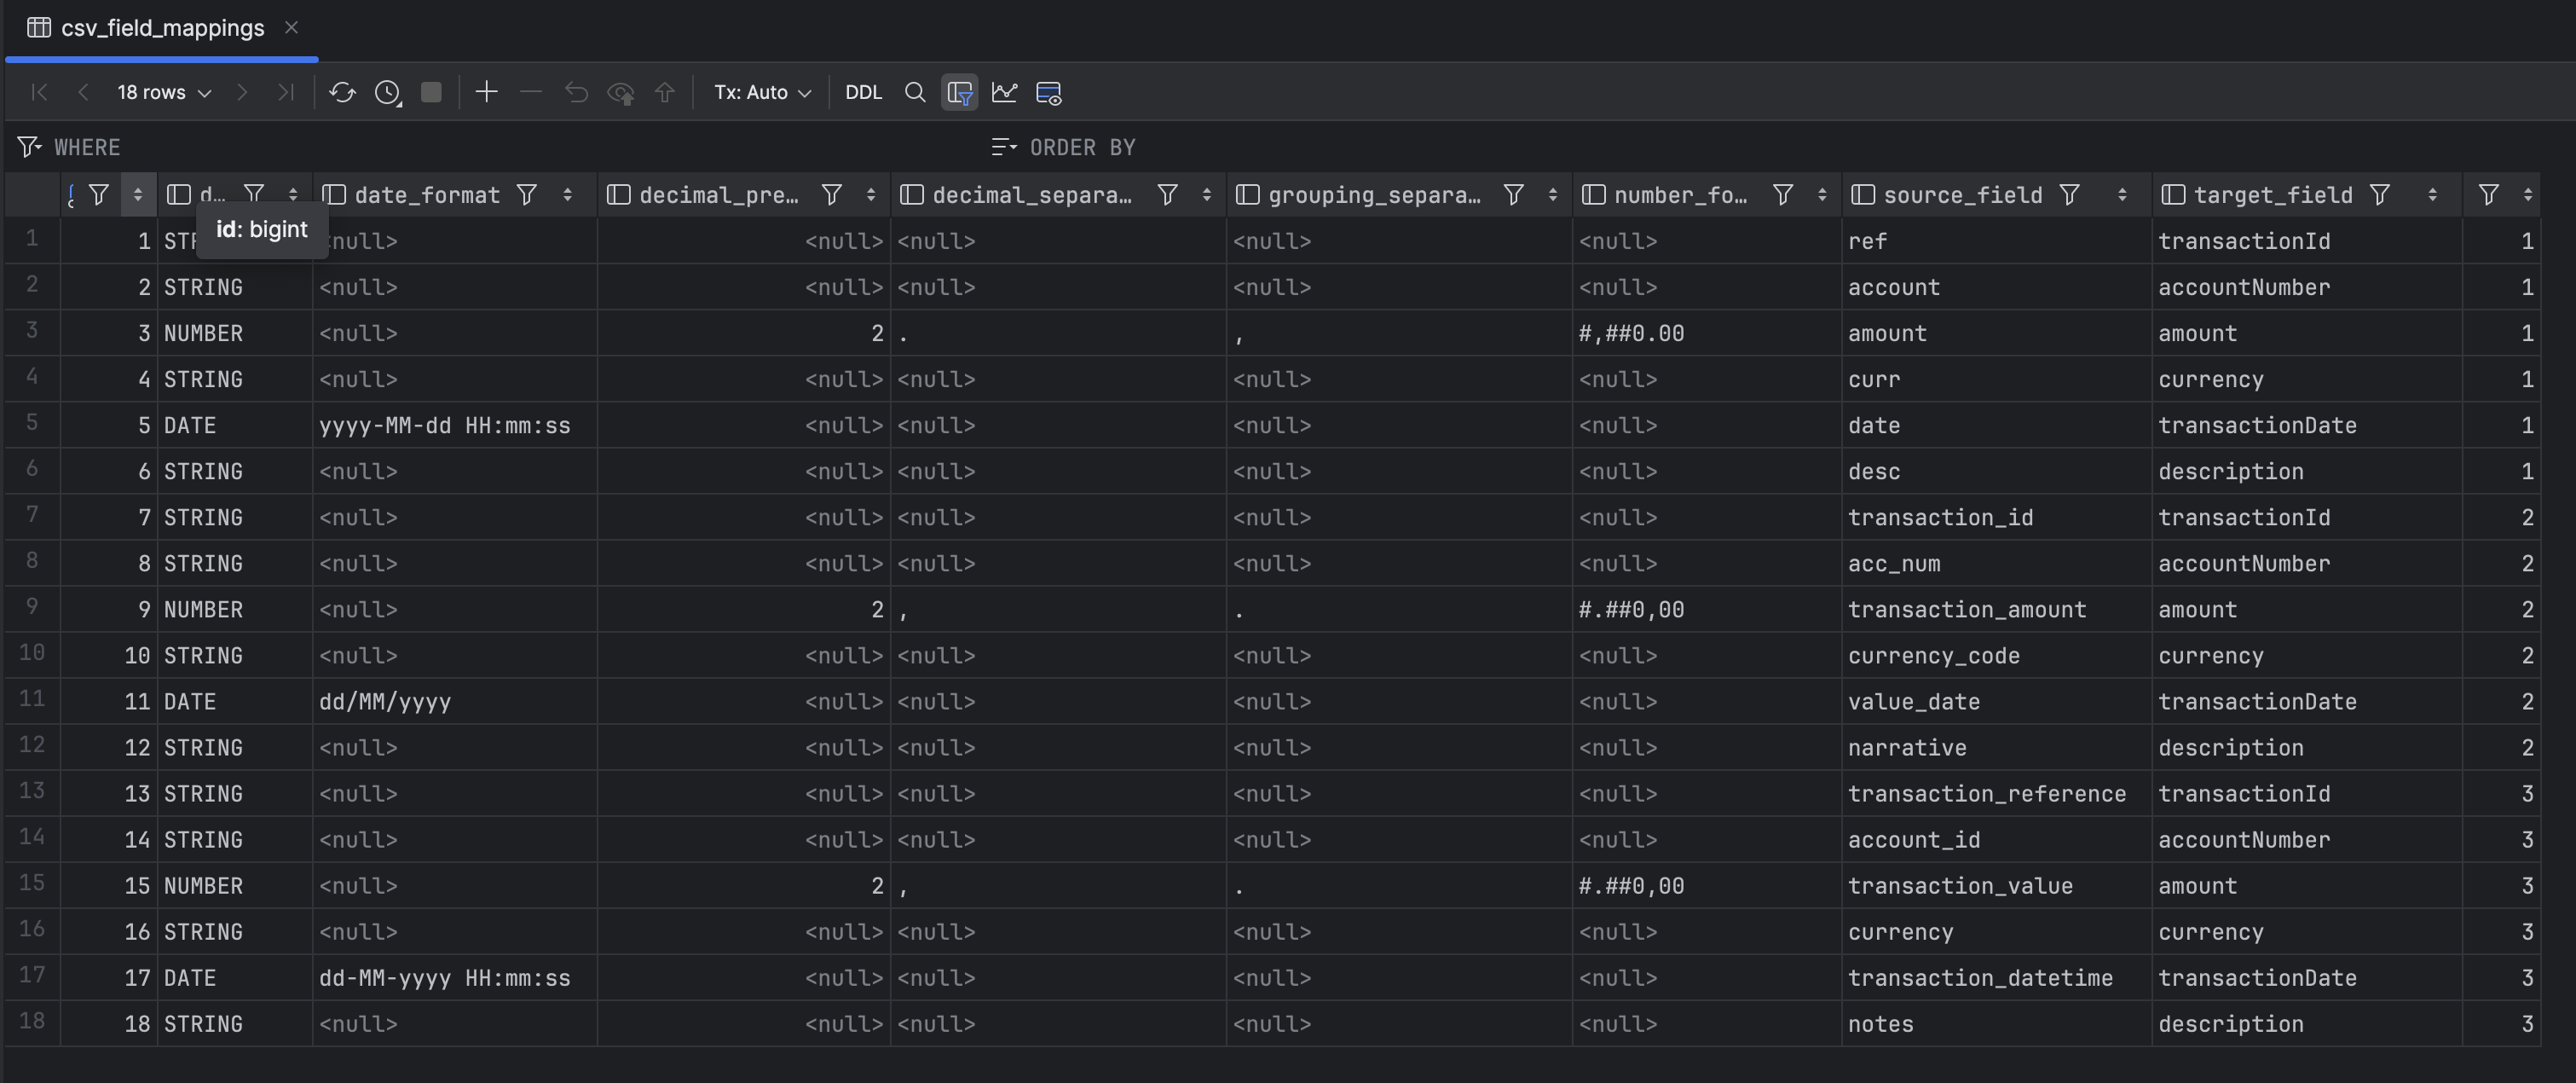 csv_field_mappings
18 rows Tx: Auto DDL
WHERE ORDER BY
d... date_format decimal_pre... decimal_separa... grouping_separa... number_fo... source_field target_field
id: bigint
1 1 <null> <null> <null> <null> <null> ref transactionId 1
2 2 STRING <null> <null> <null> <null> <null> account accountNumber 1
3 3 NUMBER <null> 2 . , #,##0.00 amount amount 1
4 4 STRING <null> <null> <null> <null> <null> curr currency 1
5 5 DATE yyyy-MM-dd HH:mm:ss <null> <null> <null> <null> date transactionDate 1
6 6 STRING <null> <null> <null> <null> <null> desc description 1
7 7 STRING <null> <null> <null> <null> <null> transaction_id transactionId 2
8 8 STRING <null> <null> <null> <null> <null> acc_num accountNumber 2
9 9 NUMBER <null> 2 , . #.##0,00 transaction_amount amount 2
10 10 STRING <null> <null> <null> <null> <null> currency_code currency 2
11 11 DATE dd/MM/yyyy <null> <null> <null> <null> value_date transactionDate 2
12 12 STRING <null> <null> <null> <null> <null> narrative description 2
13 13 STRING <null> <null> <null> <null> <null> transaction_reference transactionId 3
14 14 STRING <null> <null> <null> <null> <null> account_id accountNumber 3
15 15 NUMBER <null> 2 , . #.##0,00 transaction_value amount 3
16 16 STRING <null> <null> <null> <null> <null> currency currency 3
17 17 DATE dd-MM-yyyy HH:mm:ss <null> <null> <null> <null> transaction_datetime transactionDate 3
18 18 STRING <null> <null> <null> <null> <null> notes description 3